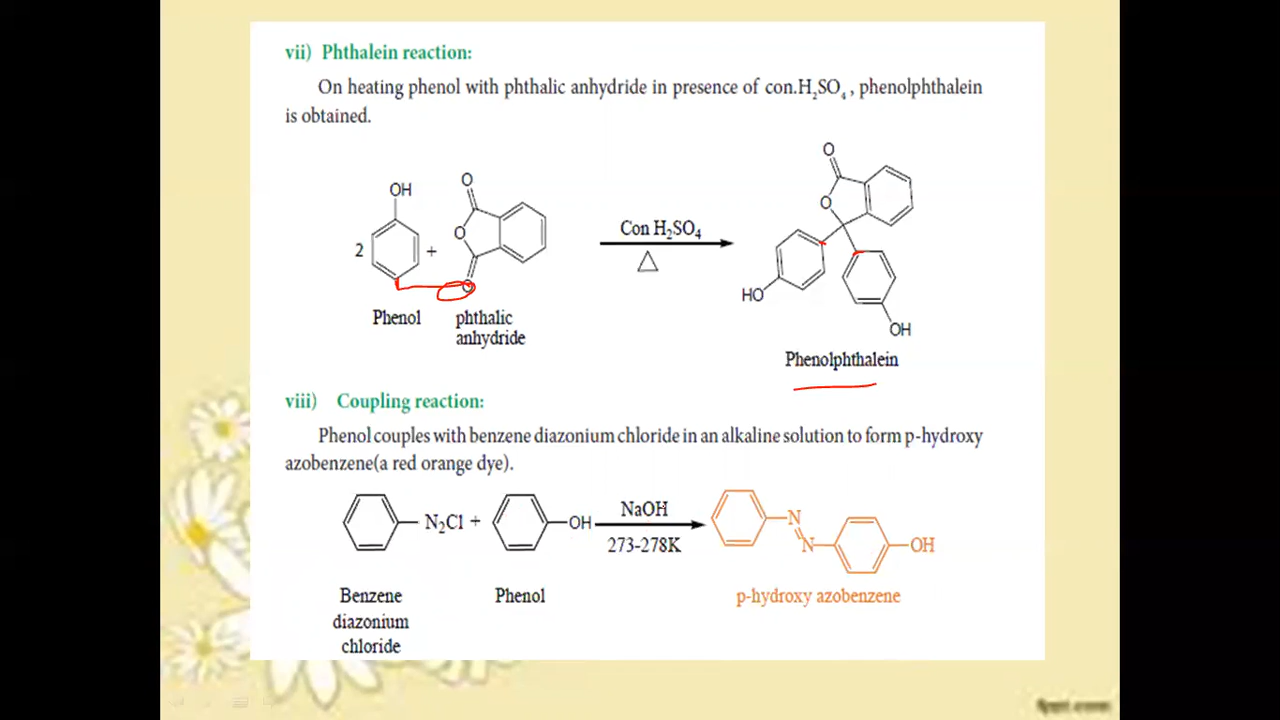 vii) Phthalein reaction:
On heating phenol with phthalic anhydride in presence of con.H₂SO₄, phenolphthalein
is obtained.
OH
O
O
O
2
+
Con H₂SO₄
△
O
O
HO
OH
Phenol
phthalic
anhydride
Phenolphthalein
viii) Coupling reaction:
Phenol couples with benzene diazonium chloride in an alkaline solution to form p-hydroxy
azobenzene(a red orange dye).
N₂Cl +
OH
NaOH
273-278K
N
N
OH
Benzene
diazonium
chloride
Phenol
p-hydroxy azobenzene
fppt.com